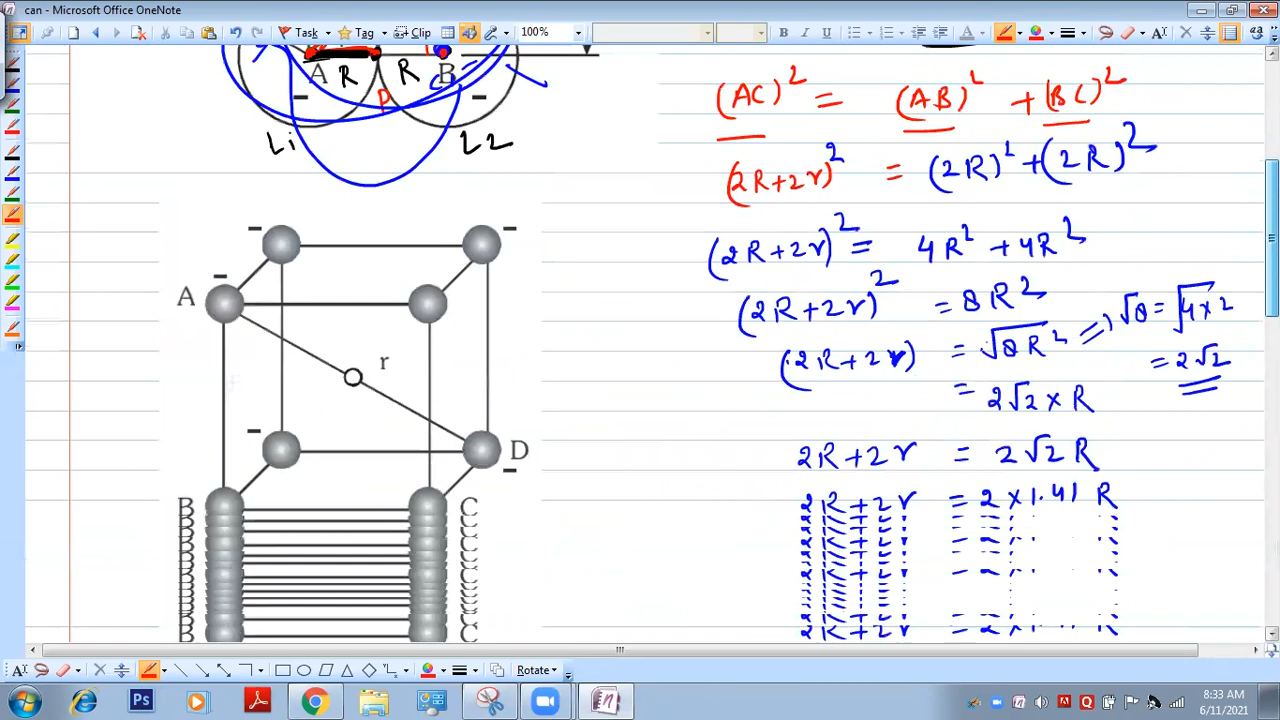 can - Microsoft Office OneNote
Task
Tag
Clip
100%
A
R
R
B
P
Li
L2
(AC)² = (AB)² + (BC)²
(2R+2r)² = (2R)² + (2R)²
(2R+2r)² = 4R² + 4R²
(2R+2r)² = 8R²
(2R+2r) = √8R² ⇒ √8 = √4×2
= 2√2 × R
= 2√2
2R+2r = 2√2 R
2R+2r = 2×1.41 R
A
r
D
B
C
B
C
Rotate
8:33 AM
6/11/2021